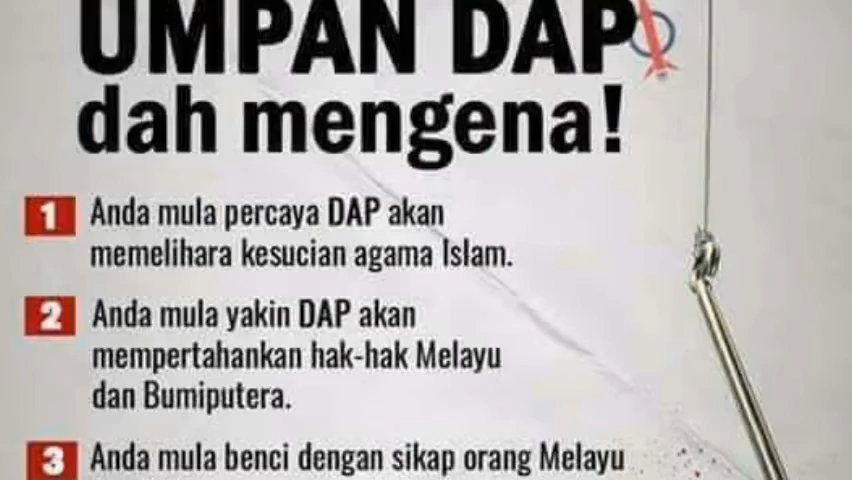 UMPAN DAP
dah mengena!
1 Anda mula percaya DAP akan
memelihara kesucian agama Islam.
2 Anda mula yakin DAP akan
mempertahankan hak-hak Melayu
dan Bumiputera.
3 Anda mula benci dengan sikap orang Melayu